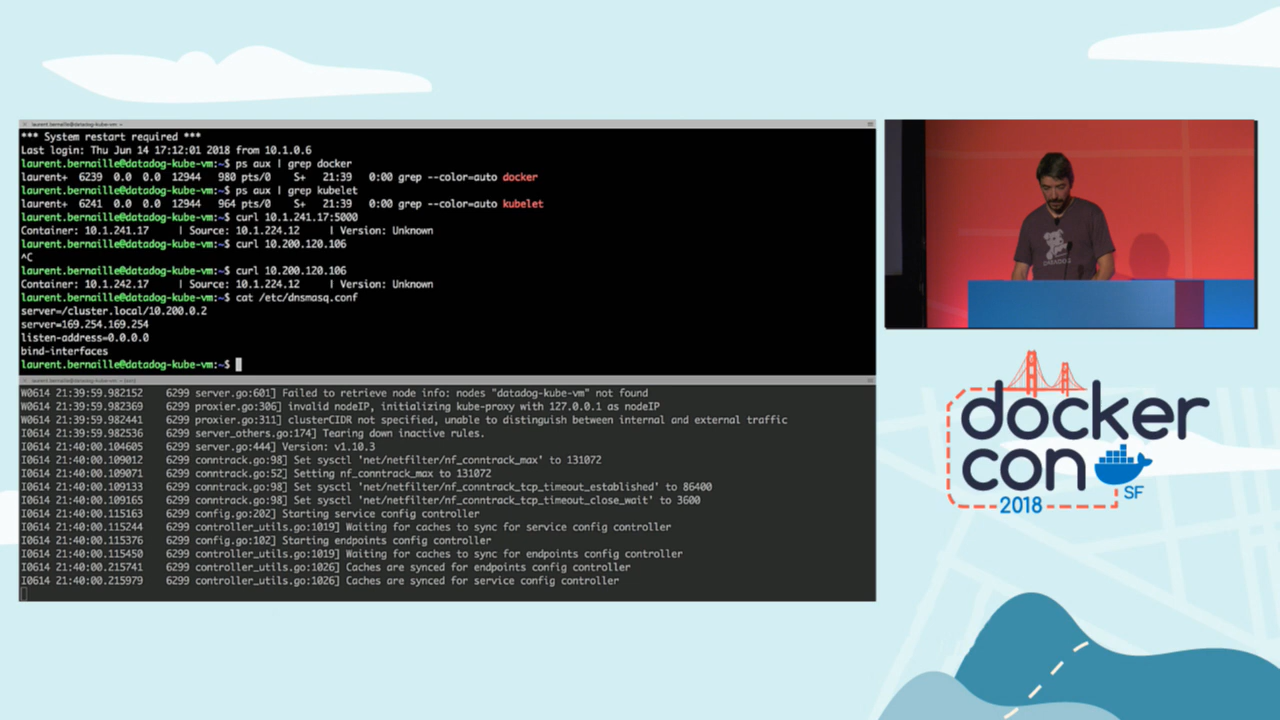 laurent.bernaille@datadog-kube-vm:~
*** System restart required ***
Last login: Thu Jun 14 17:12:01 2018 from 10.1.0.6
laurent.bernaille@datadog-kube-vm:~$ ps aux | grep docker
laurent+  6239  0.0  0.0  12944   980 pts/0    S+   21:39   0:00 grep --color=auto docker
laurent.bernaille@datadog-kube-vm:~$ ps aux | grep kubelet
laurent+  6241  0.0  0.0  12944   964 pts/0    S+   21:39   0:00 grep --color=auto kubelet
laurent.bernaille@datadog-kube-vm:~$ curl 10.1.241.17:5000
Container: 10.1.241.17    | Source: 10.1.224.12    | Version: Unknown
laurent.bernaille@datadog-kube-vm:~$ curl 10.200.120.106
^C
laurent.bernaille@datadog-kube-vm:~$ curl 10.200.120.106
Container: 10.1.242.17    | Source: 10.1.224.12    | Version: Unknown
laurent.bernaille@datadog-kube-vm:~$ cat /etc/dnsmasq.conf
server=/cluster.local/10.200.0.2
server=169.254.169.254
listen-address=0.0.0.0
bind-interfaces
laurent.bernaille@datadog-kube-vm:~$
W0614 21:39:59.982152    6299 server.go:601] Failed to retrieve node info: nodes "datadog-kube-vm" not found
W0614 21:39:59.982369    6299 proxier.go:306] invalid nodeIP, initializing kube-proxy with 127.0.0.1 as nodeIP
W0614 21:39:59.982441    6299 proxier.go:311] clusterCIDR not specified, unable to distinguish between internal and external traffic
I0614 21:39:59.982536    6299 server_others.go:174] Tearing down inactive rules.
I0614 21:40:00.104605    6299 server.go:444] Version: v1.10.3
I0614 21:40:00.109012    6299 conntrack.go:98] Set sysctl 'net/netfilter/nf_conntrack_max' to 131072
I0614 21:40:00.109071    6299 conntrack.go:52] Setting nf_conntrack_max to 131072
I0614 21:40:00.109133    6299 conntrack.go:98] Set sysctl 'net/netfilter/nf_conntrack_tcp_timeout_established' to 86400
I0614 21:40:00.109165    6299 conntrack.go:98] Set sysctl 'net/netfilter/nf_conntrack_tcp_timeout_close_wait' to 3600
I0614 21:40:00.115163    6299 config.go:202] Starting service config controller
I0614 21:40:00.115244    6299 controller_utils.go:1019] Waiting for caches to sync for service config controller
I0614 21:40:00.115376    6299 config.go:102] Starting endpoints config controller
I0614 21:40:00.115450    6299 controller_utils.go:1019] Waiting for caches to sync for endpoints config controller
I0614 21:40:00.215741    6299 controller_utils.go:1026] Caches are synced for endpoints config controller
I0614 21:40:00.215979    6299 controller_utils.go:1026] Caches are synced for service config controller
DATADOG
docker
con
SF
2018